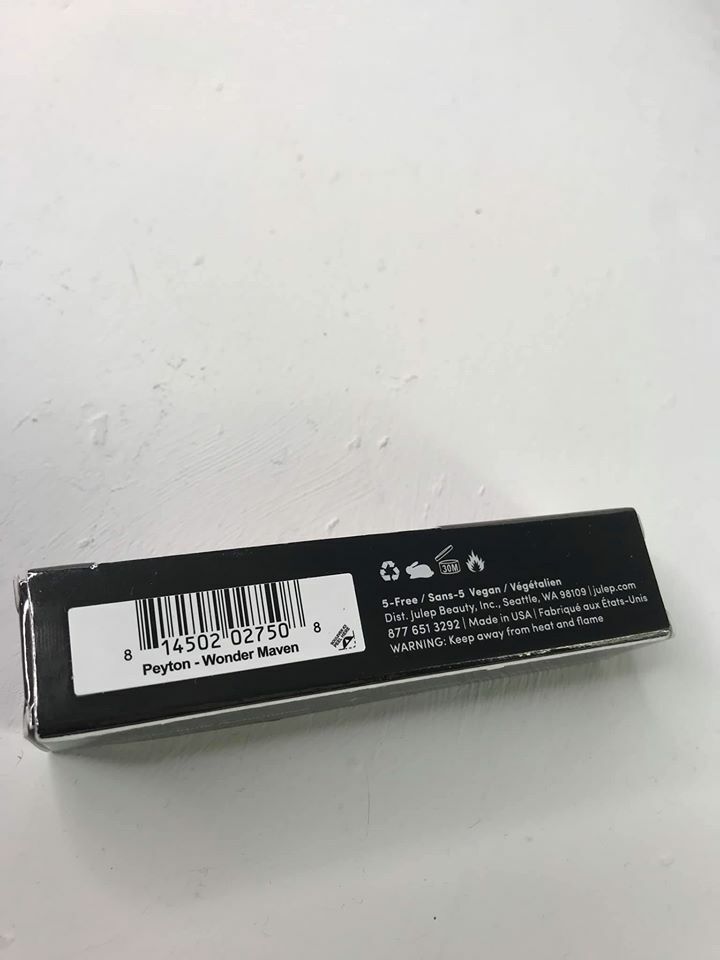 8 14502 02750 8
Peyton - Wonder Maven
30M
5-Free / Sans-5 Vegan / Végétalien
Dist. julep Beauty, Inc., Seattle, WA 98109 | julep.com
877 651 3292 | Made in USA | Fabriqué aux États-Unis
WARNING: Keep away from heat and flame